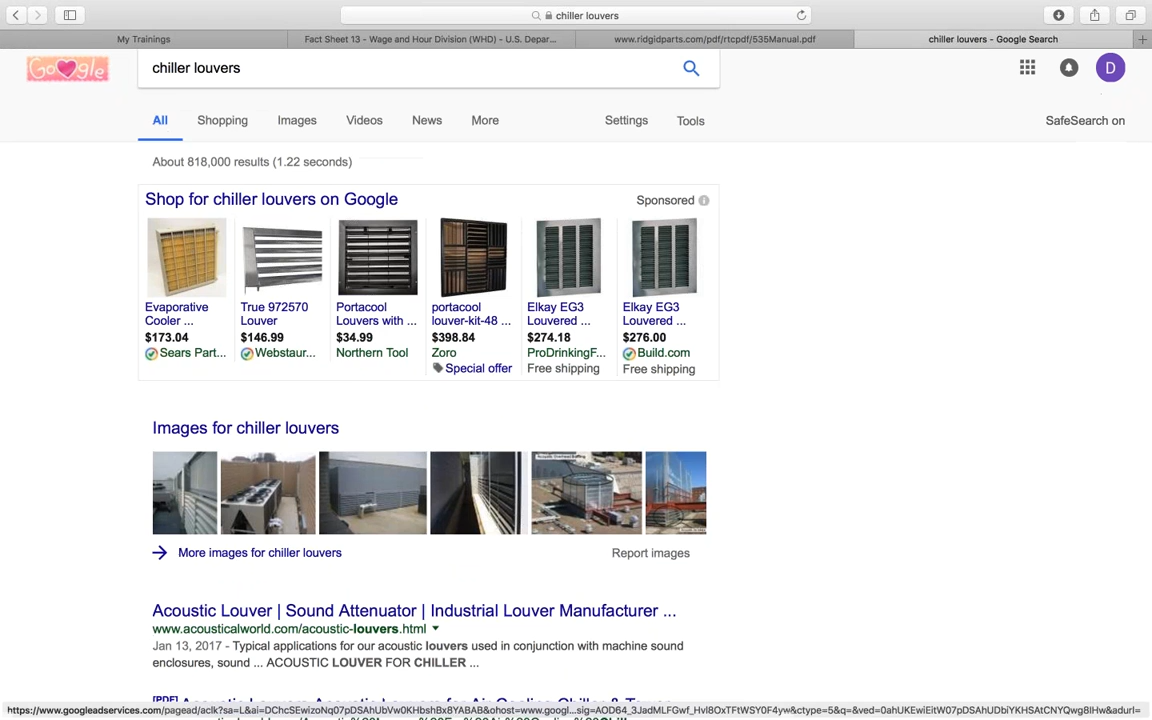 chiller louvers
My Trainings
Fact Sheet 13 - Wage and Hour Division (WHD) - U.S. Depar...
www.ridgidparts.com/pdf/rtcpdf/535Manual.pdf
chiller louvers - Google Search
Google
chiller louvers
D
All Shopping Images Videos News More Settings Tools
SafeSearch on
About 818,000 results (1.22 seconds)
Shop for chiller louvers on Google
Sponsored
Evaporative Cooler ...
$173.04
Sears Part...
True 972570 Louver
$146.99
Webstaur...
Portacool Louvers with ...
$34.99
Northern Tool
portacool louver-kit-48 ...
$398.84
Zoro
Special offer
Elkay EG3 Louvered ...
$274.18
ProDrinkingF...
Free shipping
Elkay EG3 Louvered ...
$276.00
Build.com
Free shipping
Images for chiller louvers
More images for chiller louvers
Report images
Acoustic Louver | Sound Attenuator | Industrial Louver Manufacturer ...
www.acousticalworld.com/acoustic-louvers.html
Jan 13, 2017 - Typical applications for our acoustic louvers used in conjunction with machine sound
enclosures, sound ... ACOUSTIC LOUVER FOR CHILLER ...
[PDF]